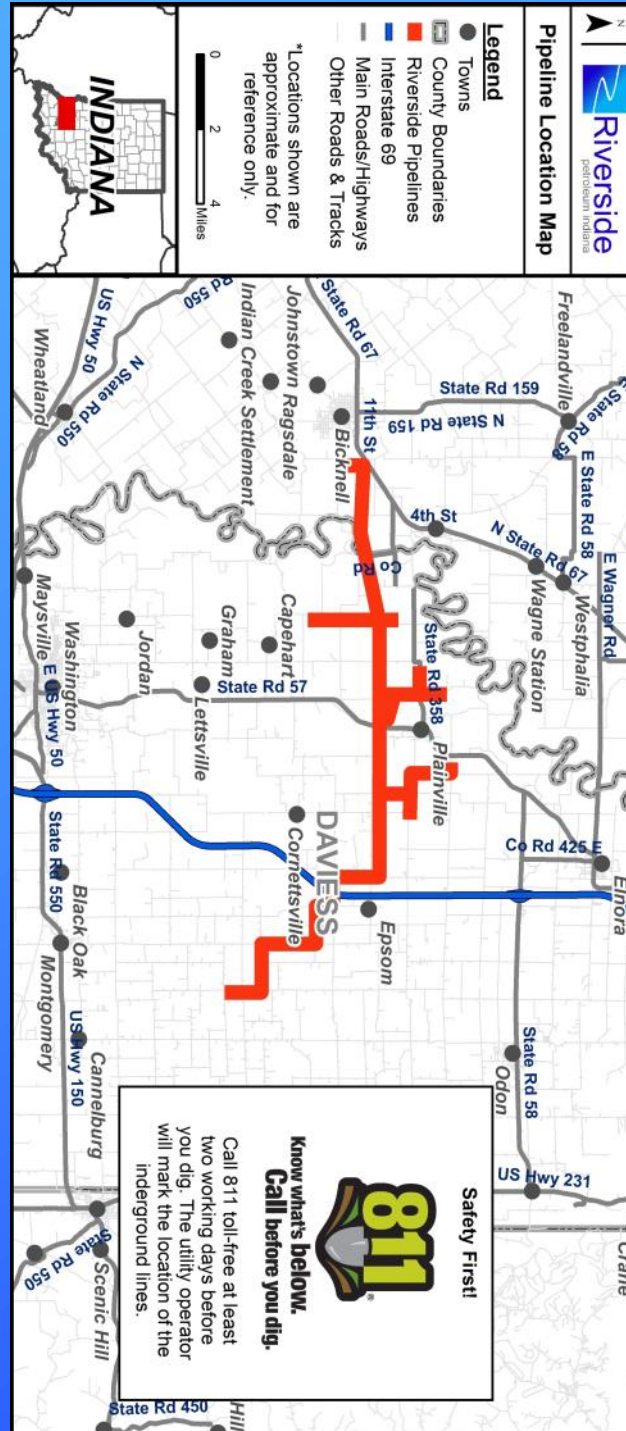 N
Riverside
petroleum indiana
Pipeline Location Map
Legend
Towns
County Boundaries
Riverside Pipelines
Interstate 69
Main Roads/Highways
Other Roads & Tracks
*Locations shown are
approximate and for
reference only.
0 2 4
Miles
INDIANA
Freelandville
State Rd 58
E State Rd 58
State Rd 159
N State Rd 159
E Wagner Rd
N State Rd 67
Westphalia
Wagne Station
4th St
11th St
State Rd 67
Co Rd
Bicknell
Ragsdale
Johnstown
Indian Creek Settlement
N State Rd 550
US Hwy 50
Rd 550
Wheatland
Elnora
Co Rd 425 E
State Rd 358
Plainville
State Rd 57
Capehart
Graham
Lettsville
Jordan
Washington
E US Hwy 50
Maysville
DAVIESS
Epsom
Cornettsville
State Rd 550
Black Oak
Montgomery
US Hwy 150
Cannelburg
State Rd 58
Odon
US Hwy 231
Crane
Scenic Hill
State Rd 550
State Rd 450
Hill
Safety First!
811
®
Know what's below.
Call before you dig.
Call 811 toll-free at least
two working days before
you dig. The utility operator
will mark the location of the
inderground lines.